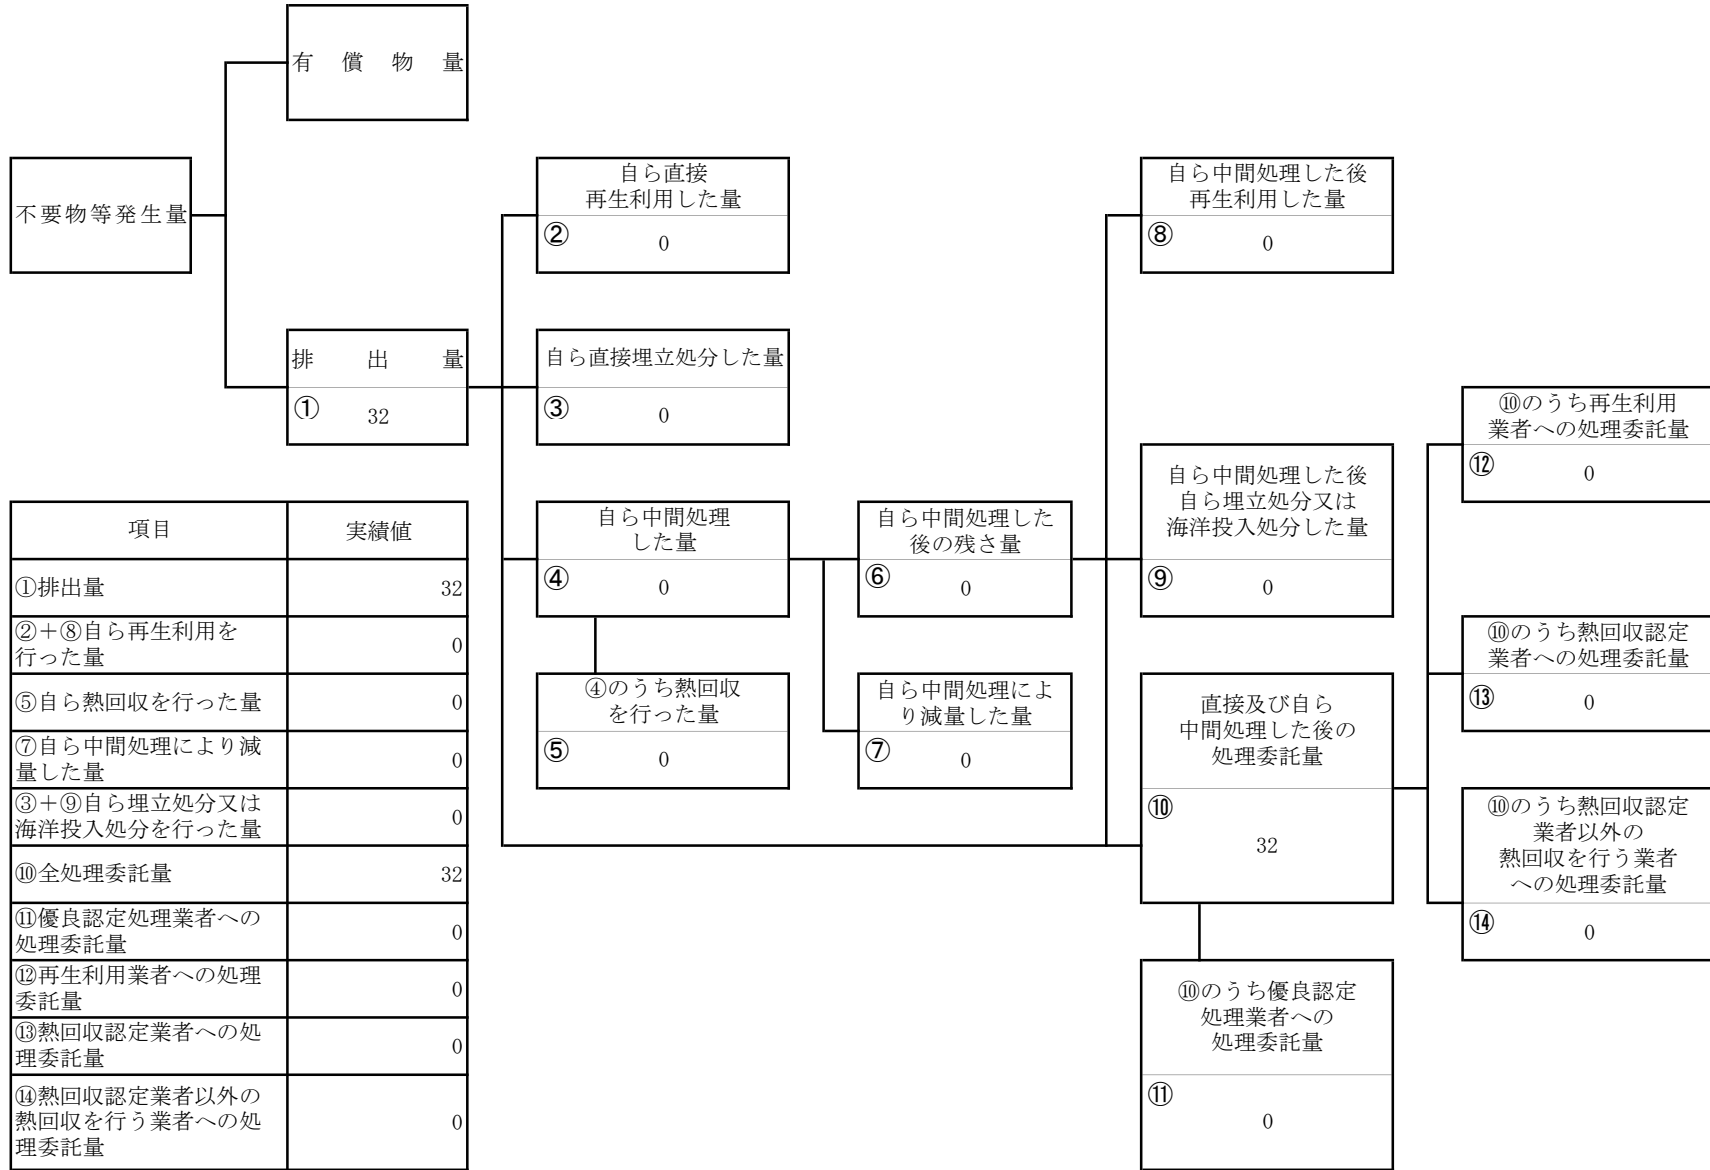 有償物量
不要物等発生量
排出量
① 32
自ら直接
再生利用した量
② 0
自ら直接埋立処分した量
③ 0
自ら中間処理
した量
④ 0
④のうち熱回収
を行った量
⑤ 0
自ら中間処理した
後の残さ量
⑥ 0
自ら中間処理によ
り減量した量
⑦ 0
自ら中間処理した後
再生利用した量
⑧ 0
自ら中間処理した後
自ら埋立処分又は
海洋投入処分した量
⑨ 0
直接及び自ら
中間処理した後の
処理委託量
⑩
32
⑩のうち優良認定
処理業者への
処理委託量
⑪
0
⑩のうち再生利用
業者への処理委託量
⑫ 0
⑩のうち熱回収認定
業者への処理委託量
⑬ 0
⑩のうち熱回収認定
業者以外の
熱回収を行う業者
への処理委託量
⑭ 0
項目 実績値
①排出量 32
②+⑧自ら再生利用を
行った量 0
⑤自ら熱回収を行った量 0
⑦自ら中間処理により減
量した量 0
③+⑨自ら埋立処分又は
海洋投入処分を行った量 0
⑩全処理委託量 32
⑪優良認定処理業者への
処理委託量 0
⑫再生利用業者への処理
委託量 0
⑬熱回収認定業者への処
理委託量 0
⑭熱回収認定業者以外の
熱回収を行う業者への処
理委託量 0